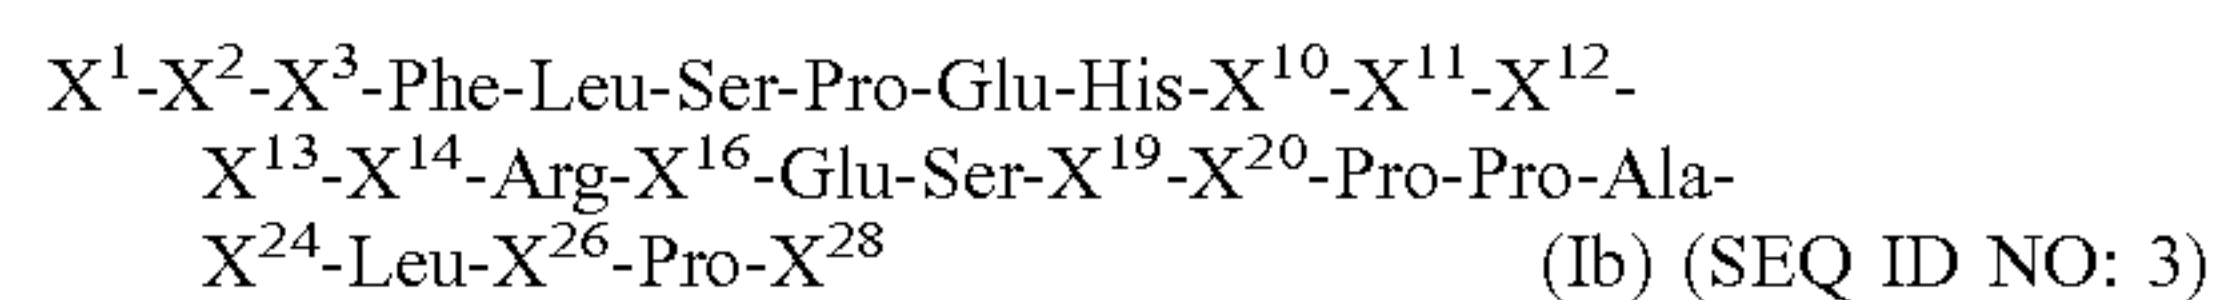 X¹-X²-X³-Phe-Leu-Ser-Pro-Glu-His-X¹⁰-X¹¹-X¹²-
X¹³-X¹⁴-Arg-X¹⁶-Glu-Ser-X¹⁹-X²⁰-Pro-Pro-Ala-
X²⁴-Leu-X²⁶-Pro-X²⁸ (Ib) (SEQ ID NO: 3)